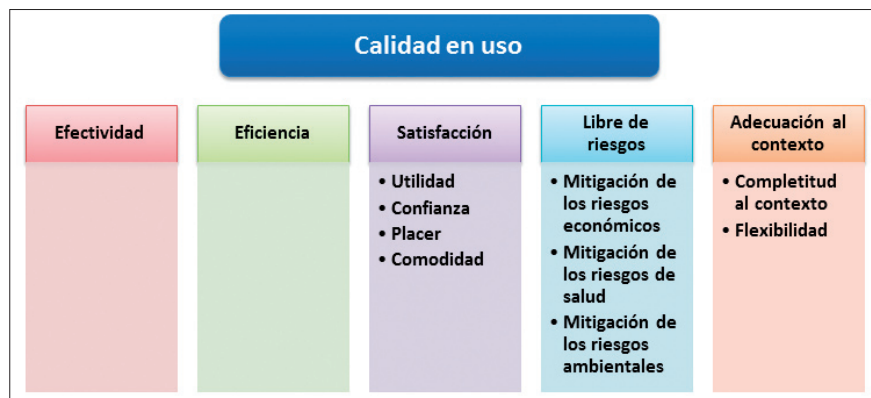 Calidad en uso
Efectividad
Eficiencia
Satisfacción
• Utilidad
• Confianza
• Placer
• Comodidad
Libre de
riesgos
• Mitigación de
los riesgos
económicos
• Mitigación de
los riesgos de
salud
• Mitigación de
los riesgos
ambientales
Adecuación al
contexto
• Completitud
al contexto
• Flexibilidad